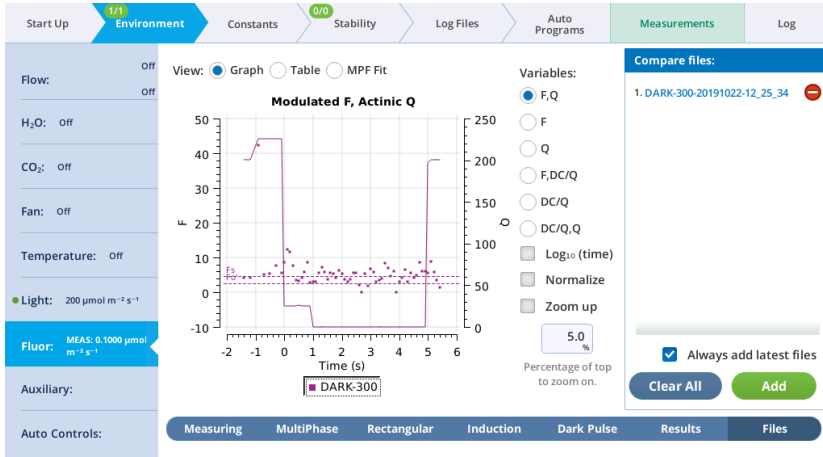 1/1
0/0
Start Up
Environment
Constants
Stability
Log Files
Auto
Programs
Measurements
Log
Flow:
Off
Off
H₂O: Off
CO₂: Off
Fan: Off
Temperature: Off
Light: 200 μmol m⁻² s⁻¹
Fluor: MEAS: 0.1000 μmol
m⁻² s⁻¹
Auxiliary:
Auto Controls:
View: Graph Table MPF Fit
Modulated F, Actinic Q
50
40
30
20
10
0
-10
F
Fs
Fo
250
200
150
100
50
0
Q
-2 -1 0 1 2 3 4 5 6
Time (s)
DARK-300
Variables:
F,Q
F
Q
F,DC/Q
DC/Q
DC/Q,Q
Log₁₀ (time)
Normalize
Zoom up
5.0
%
Percentage of top
to zoom on.
Compare files:
1. DARK-300-20191022-12_25_34
Always add latest files
Clear All
Add
Measuring MultiPhase Rectangular Induction Dark Pulse Results Files